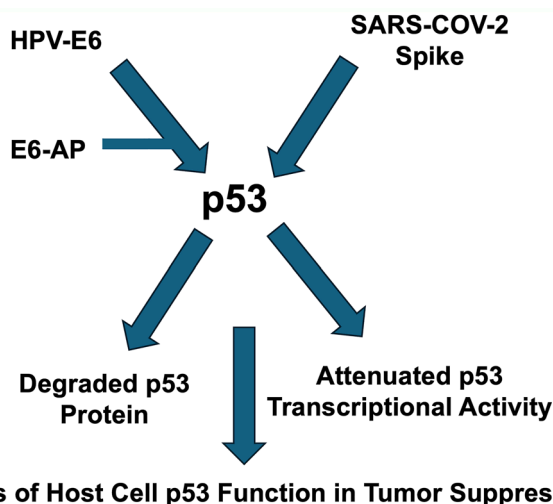 HPV-E6
SARS-COV-2
Spike
E6-AP
p53
Degraded p53
Protein
Attenuated p53
Transcriptional Activity
s of Host Cell p53 Function in Tumor Suppres